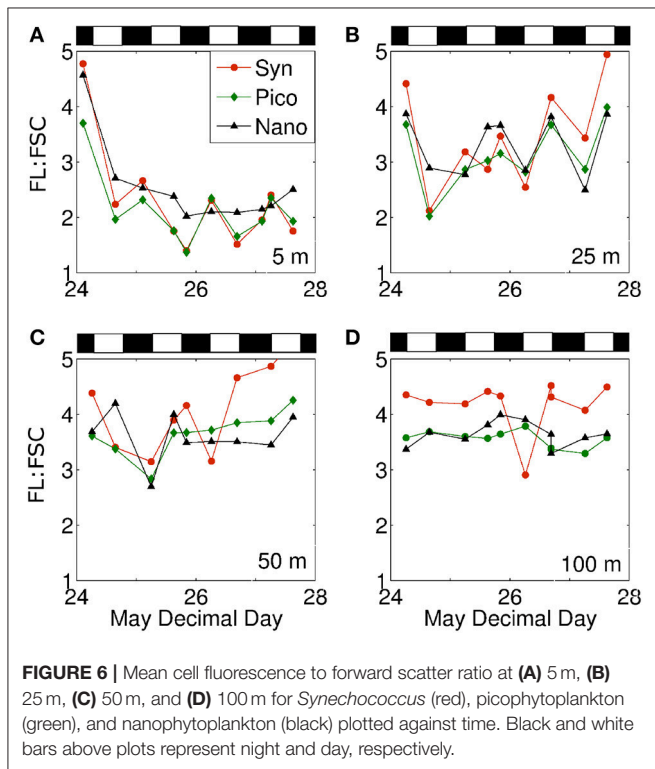 A
B
5
4
3
2
1
FL:FSC
Syn
Pico
Nano
5 m
24
26
28
5
4
3
2
1
25 m
24
26
28
C
D
5
4
3
2
1
FL:FSC
50 m
24
26
28
May Decimal Day
5
4
3
2
1
100 m
24
26
28
May Decimal Day
FIGURE 6 | Mean cell fluorescence to forward scatter ratio at (A) 5 m, (B)
25 m, (C) 50 m, and (D) 100 m for Synechococcus (red), picophytoplankton
(green), and nanophytoplankton (black) plotted against time. Black and white
bars above plots represent night and day, respectively.